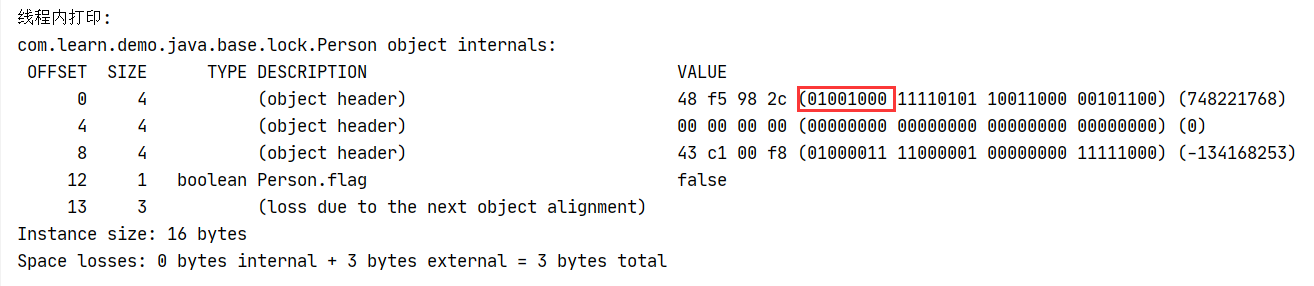 线程内打印:
com.learn.demo.java.base.lock.Person object internals:
OFFSET SIZE TYPE DESCRIPTION VALUE
0 4 (object header) 48 f5 98 2c (01001000 11110101 10011000 00101100) (748221768)
4 4 (object header) 00 00 00 00 (00000000 00000000 00000000 00000000) (0)
8 4 (object header) 43 c1 00 f8 (01000011 11000001 00000000 11111000) (-134168253)
12 1 boolean Person.flag false
13 3 (loss due to the next object alignment)
Instance size: 16 bytes
Space losses: 0 bytes internal + 3 bytes external = 3 bytes total